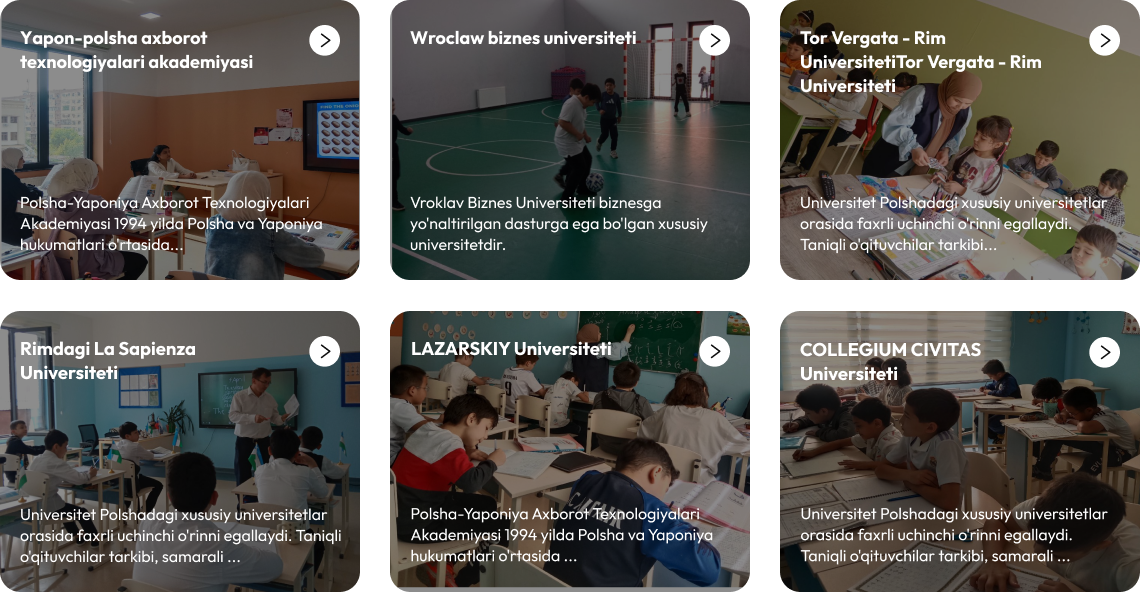 Yapon-polsha axborot
texnologiyalari akademiyasi
Polsha-Yaponiya Axborot Texnologiyalari
Akademiyasi 1994 yilda Polsha va Yaponiya
hukumatlari o'rtasida...
Wroclaw biznes universiteti
Vroklav Biznes Universiteti biznesga
yo'naltirilgan dasturga ega bo'lgan xususiy
universitetdir.
Tor Vergata - Rim
UniversitetiTor Vergata - Rim
Universiteti
Universitet Polshadagi xususiy universitetlar
orasida faxrli uchinchi o'rinni egallaydi.
Taniqli o'qituvchilar tarkibi...
Rimdagi La Sapienza
Universiteti
Universitet Polshadagi xususiy universitetlar
orasida faxrli uchinchi o'rinni egallaydi. Taniqli
o'qituvchilar tarkibi, samarali ...
LAZARSKIY Universiteti
Polsha-Yaponiya Axborot Texnologiyalari
Akademiyasi 1994 yilda Polsha va Yaponiya
hukumatlari o'rtasida ...
COLLEGIUM CIVITAS
Universiteti
Universitet Polshadagi xususiy universitetlar
orasida faxrli uchinchi o'rinni egallaydi.
Taniqli o'qituvchilar tarkibi, samarali ...